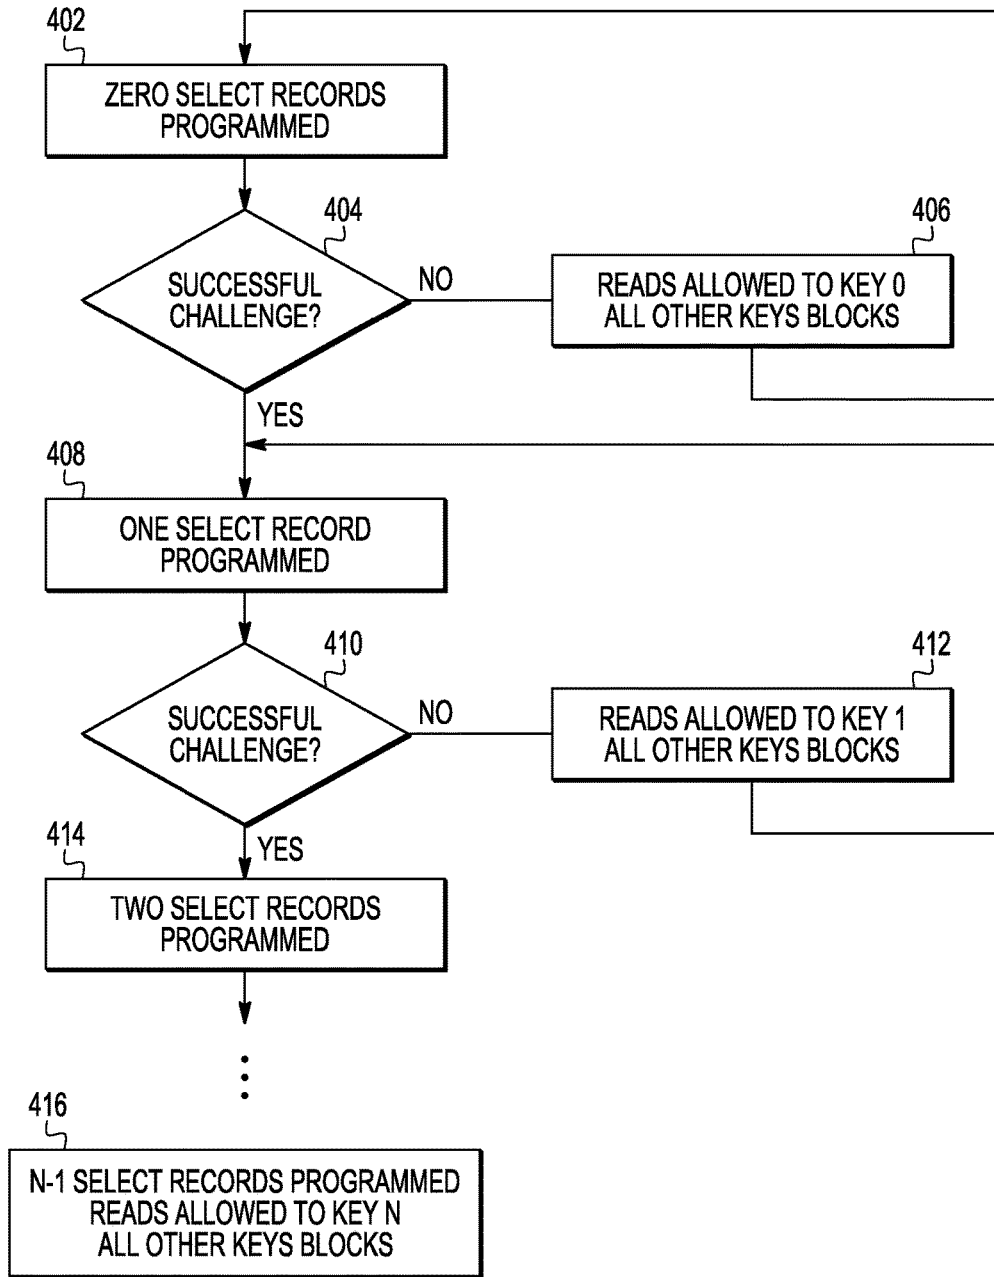 402
ZERO SELECT RECORDS
PROGRAMMED
404
SUCCESSFUL
CHALLENGE?
NO
406
READS ALLOWED TO KEY 0
ALL OTHER KEYS BLOCKS
YES
408
ONE SELECT RECORD
PROGRAMMED
410
SUCCESSFUL
CHALLENGE?
NO
412
READS ALLOWED TO KEY 1
ALL OTHER KEYS BLOCKS
YES
414
TWO SELECT RECORDS
PROGRAMMED
416
N-1 SELECT RECORDS PROGRAMMED
READS ALLOWED TO KEY N
ALL OTHER KEYS BLOCKS